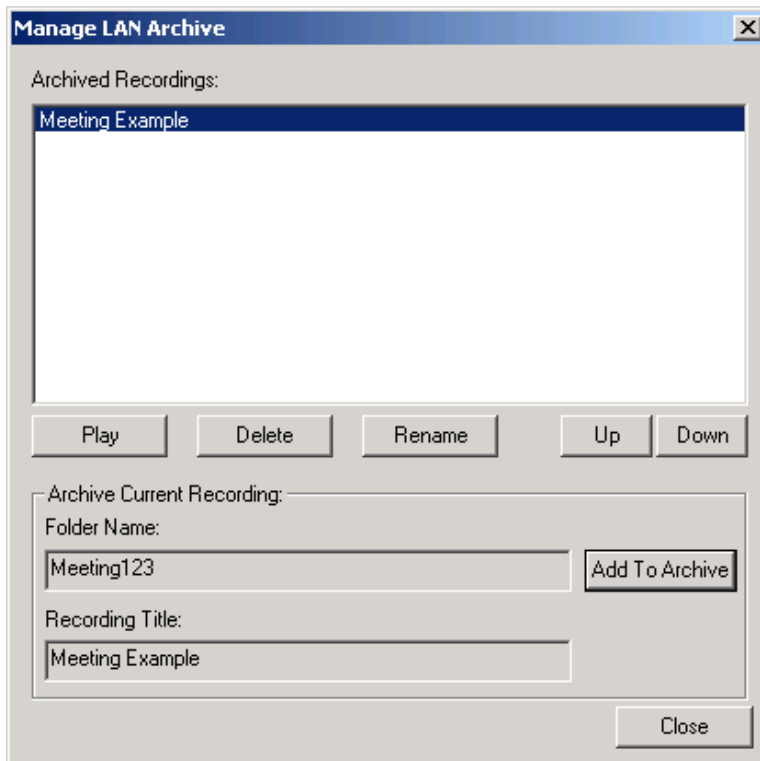 Manage LAN Archive
Archived Recordings:
Meeting Example
Play Delete Rename Up Down
Archive Current Recording:
Folder Name:
Meeting123 Add To Archive
Recording Title:
Meeting Example
Close